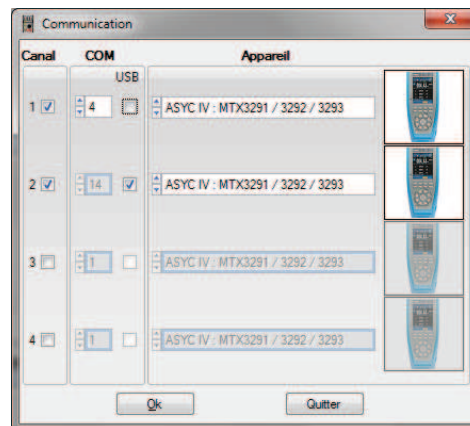 Communication
Canal COM Appareil
USB
1 4 ASYC IV : MTX3291 / 3292 / 3293
2 14 ASYC IV : MTX3291 / 3292 / 3293
3 1 ASYC IV : MTX3291 / 3292 / 3293
4 1 ASYC IV : MTX3291 / 3292 / 3293
Ok Quitter